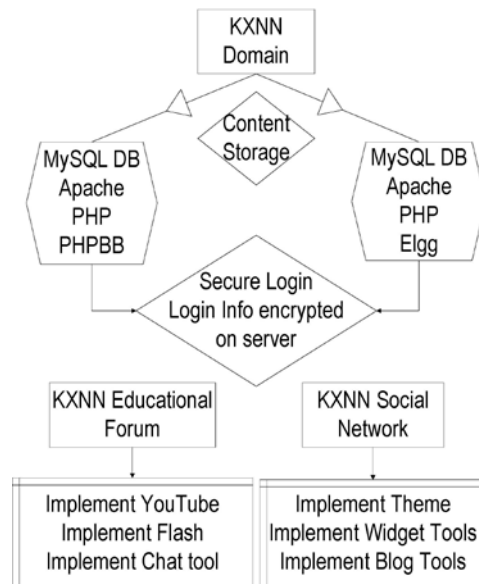 KXNN
Domain
Content
Storage
MySQL DB
Apache
PHP
PHPBB
MySQL DB
Apache
PHP
Elgg
Secure Login
Login Info encrypted
on server
KXNN Educational
Forum
KXNN Social
Network
Implement YouTube
Implement Flash
Implement Chat tool
Implement Theme
Implement Widget Tools
Implement Blog Tools